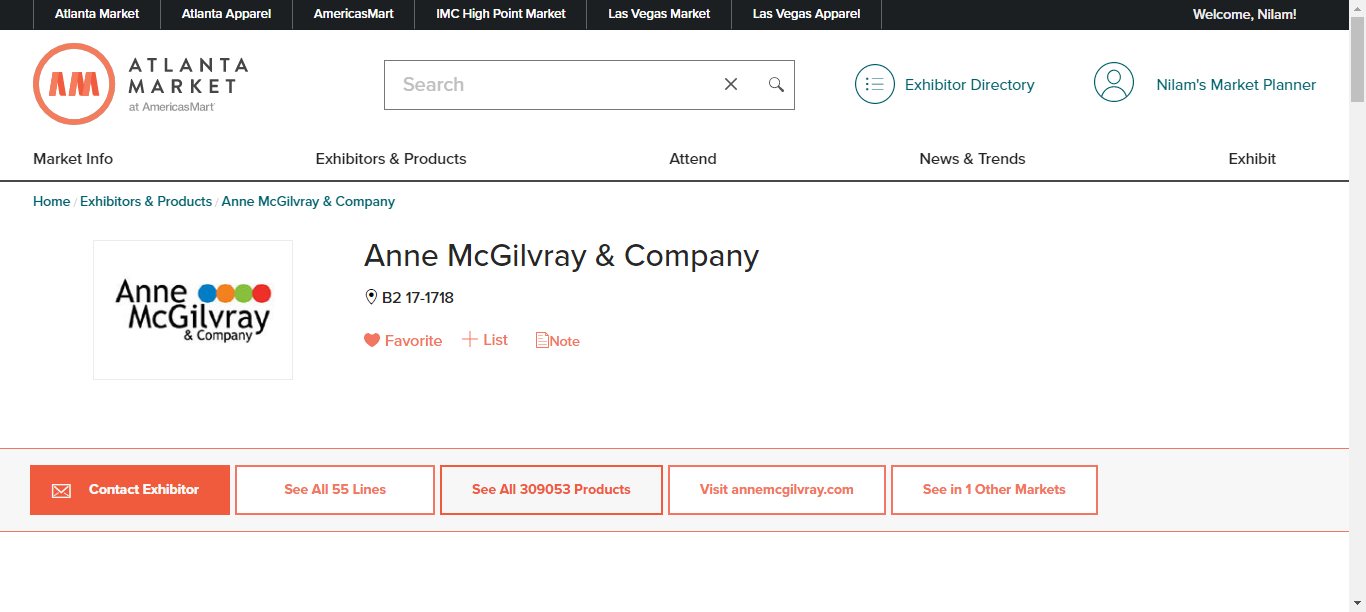 Atlanta Market Atlanta Apparel AmericasMart IMC High Point Market Las Vegas Market Las Vegas Apparel Welcome, Nilam!
AM
ATLANTA
MARKET
at AmericasMart
Search
Exhibitor Directory
Nilam's Market Planner
Market Info Exhibitors & Products Attend News & Trends Exhibit
Home / Exhibitors & Products / Anne McGilvray & Company
Anne
McGilvray
& Company
Anne McGilvray & Company
B2 17-1718
Favorite List Note
Contact Exhibitor See All 55 Lines See All 309053 Products Visit annemcgilvray.com See in 1 Other Markets